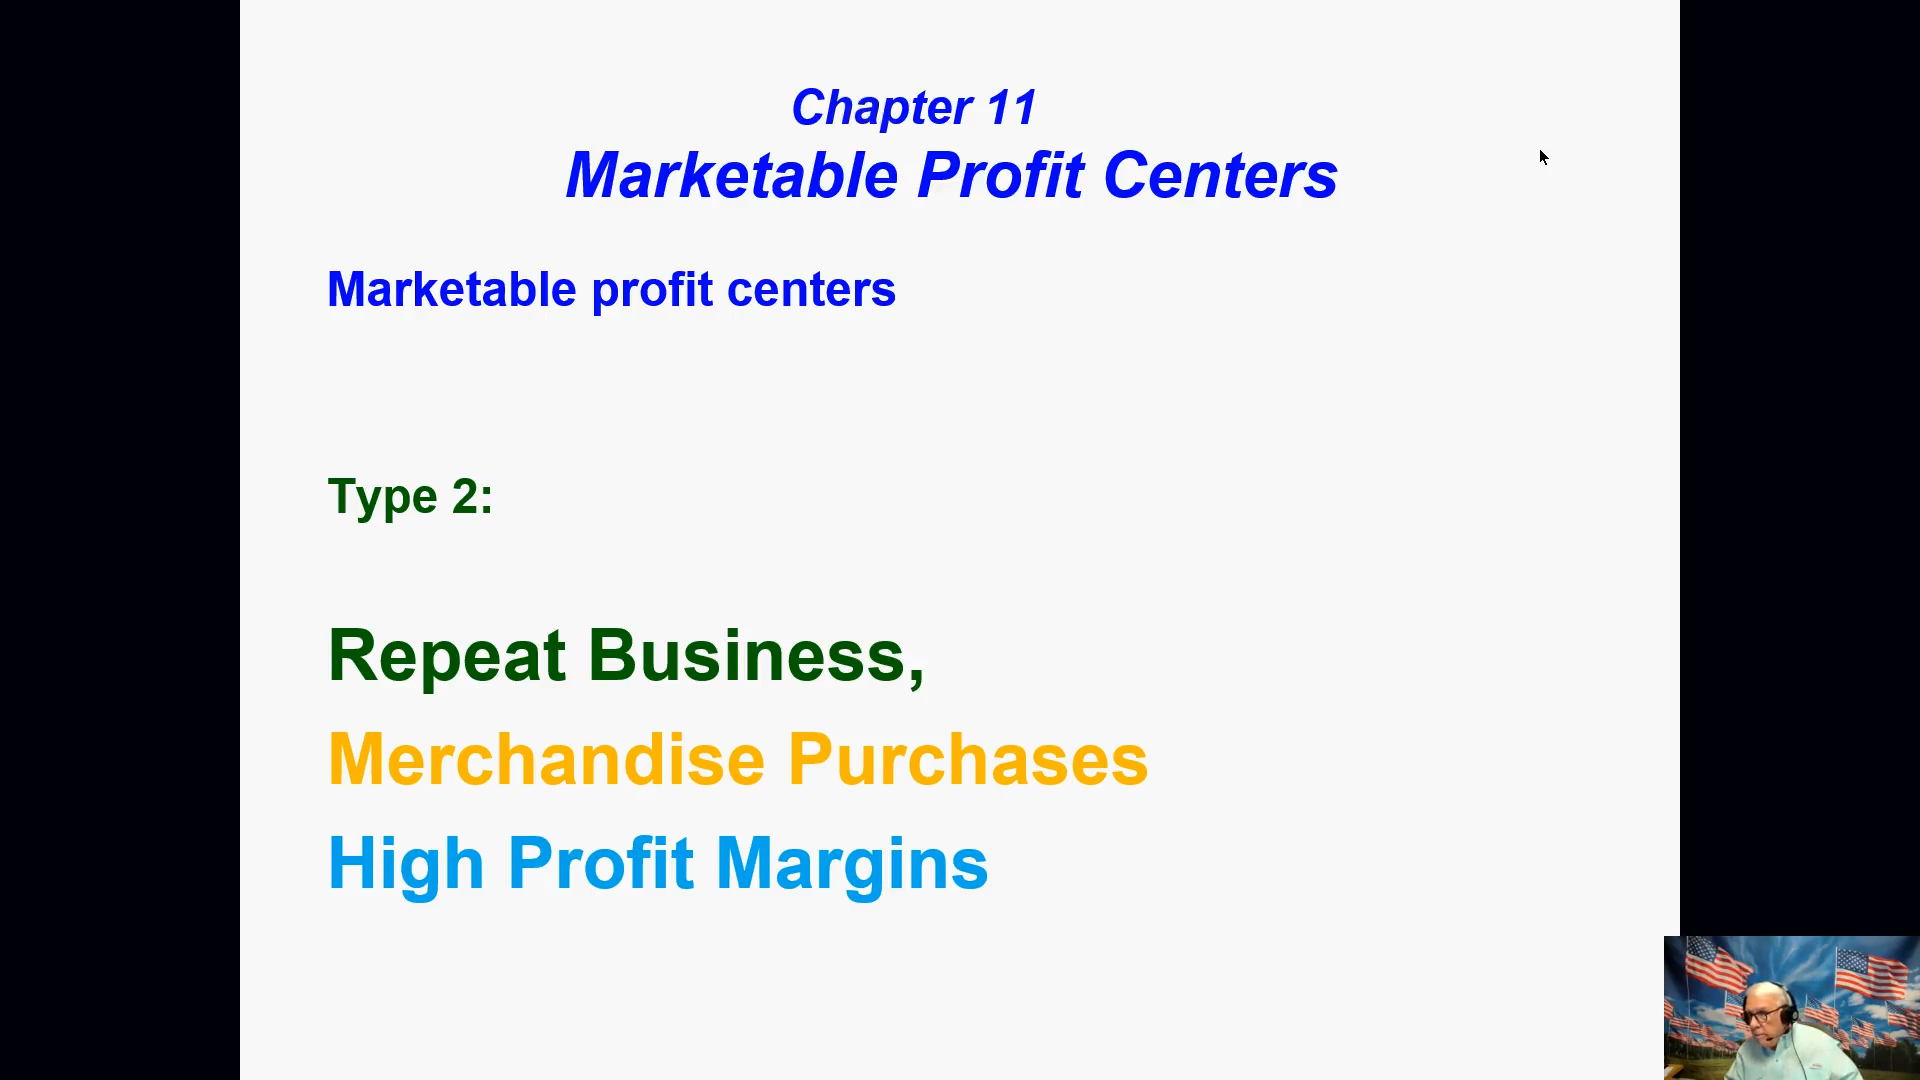 Chapter 11
Marketable Profit Centers
Marketable profit centers
Type 2:
Repeat Business,
Merchandise Purchases
High Profit Margins